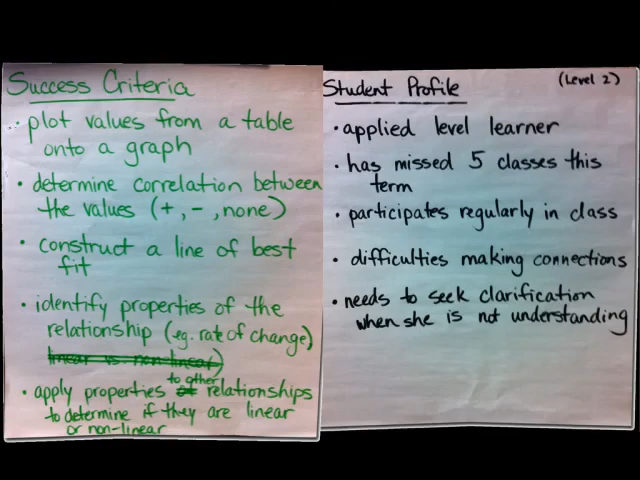 Success Criteria
• plot values from a table
onto a graph
• determine correlation between
the values (+, -, none)
• construct a line of best
fit
• identify properties of the
relationship (eg. rate of change)
linear vs non linear)
to other
• apply properties of relationships
to determine if they are linear
or non-linear
Student Profile (Level 2)
• applied level learner
• has missed 5 classes this
term
• participates regularly in class
• difficulties making connections
• needs to seek clarification
when she is not understanding